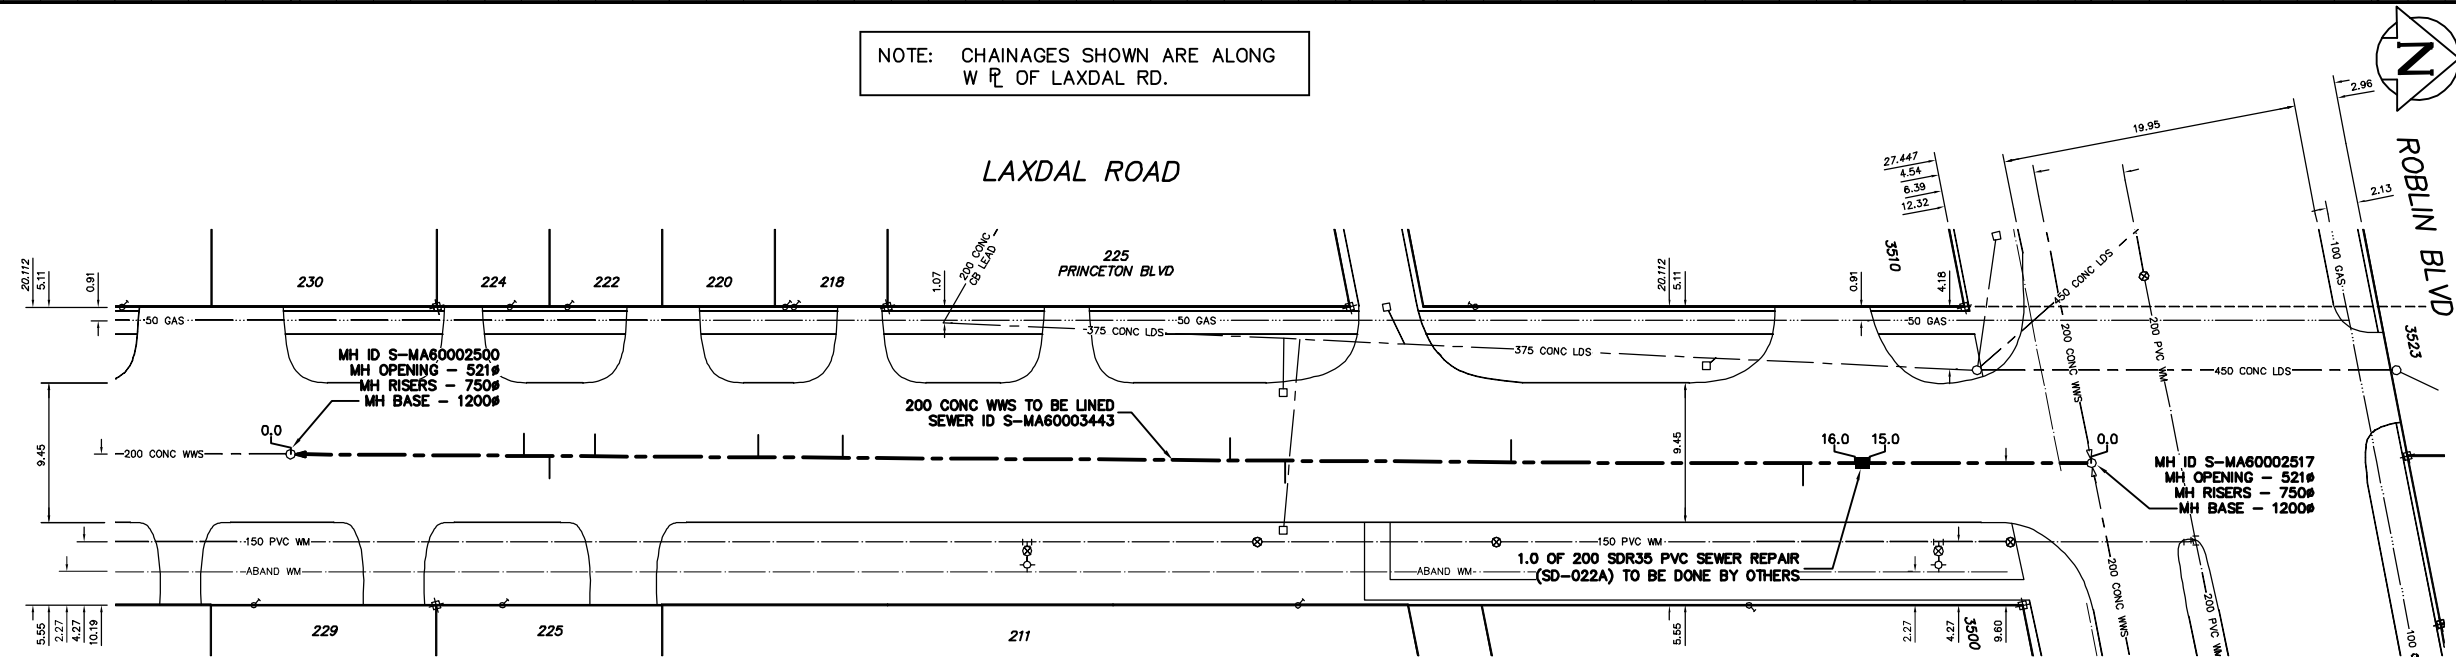 NOTE: CHAINAGES SHOWN ARE ALONG
W ℙL OF LAXDAL RD.
N
LAXDAL ROAD
ROBLIN BLVD
2.96
19.95
2.13
27.447
4.54
6.39
12.32
3510
3523
100 GAS
20.112
5.11
0.91
230
224
222
220
218
1.07
200 CONC
CB LEAD
225
PRINCETON BLVD
20.112
5.11
0.91
4.18
450 CONC LDS
50 GAS
375 CONC LDS
50 GAS
375 CONC LDS
50 GAS
200 CONC WWS
200 PVC WM
450 CONC LDS
MH ID S-MA60002500
MH OPENING - 521ø
MH RISERS - 750ø
MH BASE - 1200ø
0.0
200 CONC WWS
9.45
200 CONC WWS TO BE LINED
SEWER ID S-MA60003443
9.45
16.0
15.0
0.0
MH ID S-MA60002517
MH OPENING - 521ø
MH RISERS - 750ø
MH BASE - 1200ø
150 PVC WM
ABAND WM
150 PVC WM
ABAND WM
1.0 OF 200 SDR35 PVC SEWER REPAIR
(SD-022A) TO BE DONE BY OTHERS
200 CONC WWS
200 PVC WM
5.55
2.27
4.27
10.19
229
225
211
5.55
2.27
4.27
3500
9.60